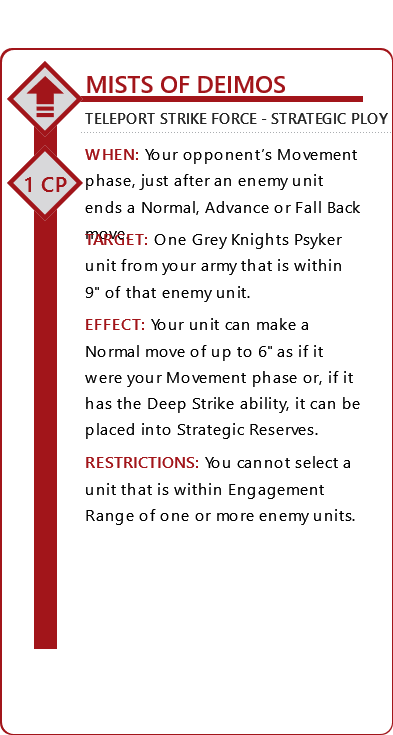 MISTS OF DEIMOS
TELEPORT STRIKE FORCE - STRATEGIC PLOY
1 CP
WHEN: Your opponent's Movement
phase, just after an enemy unit
ends a Normal, Advance or Fall Back
move.
TARGET: One Grey Knights Psyker
unit from your army that is within
9" of that enemy unit.
EFFECT: Your unit can make a
Normal move of up to 6" as if it
were your Movement phase or, if it
has the Deep Strike ability, it can be
placed into Strategic Reserves.
RESTRICTIONS: You cannot select a
unit that is within Engagement
Range of one or more enemy units.